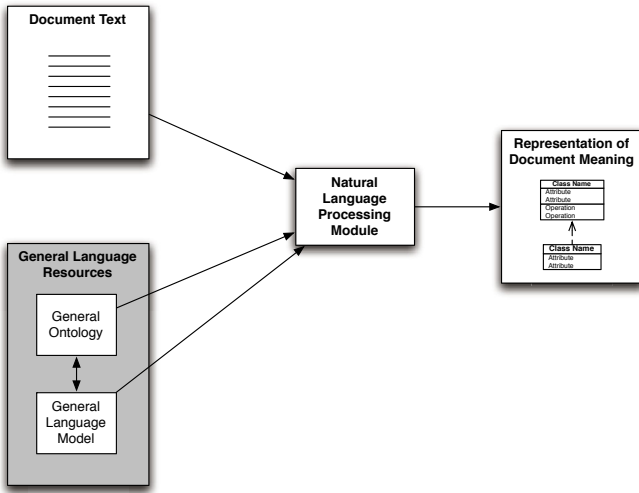 Document Text
General Language
Resources
General
Ontology
General
Language
Model
Natural
Language
Processing
Module
Representation of
Document Meaning
Class Name
Attribute
Attribute
Operation
Operation
Class Name
Attribute
Attribute